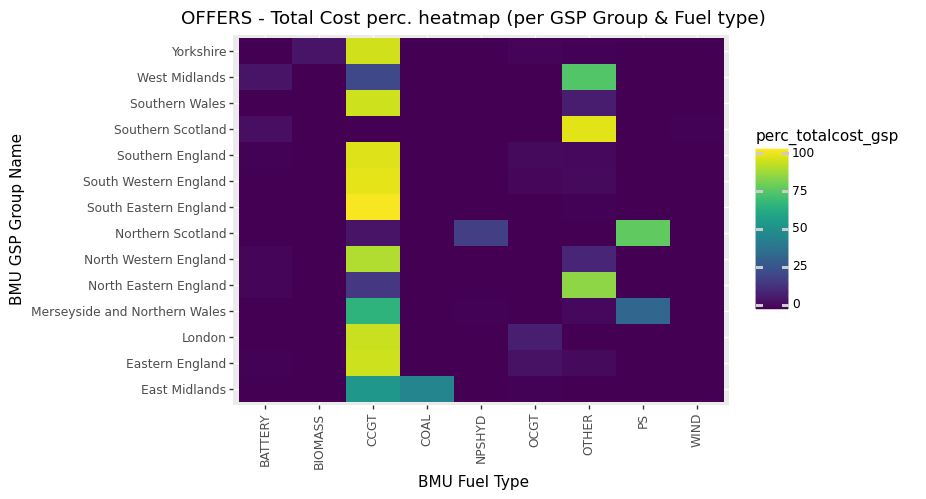 OFFERS - Total Cost perc. heatmap (per GSP Group & Fuel type)
BMU GSP Group Name
Yorkshire
West Midlands
Southern Wales
Southern Scotland
Southern England
South Western England
South Eastern England
Northern Scotland
North Western England
North Eastern England
Merseyside and Northern Wales
London
Eastern England
East Midlands
BATTERY
BIOMASS
CCGT
COAL
NPSHYD
OCGT
OTHER
PS
WIND
BMU Fuel Type
perc_totalcost_gsp
100
75
50
25
0